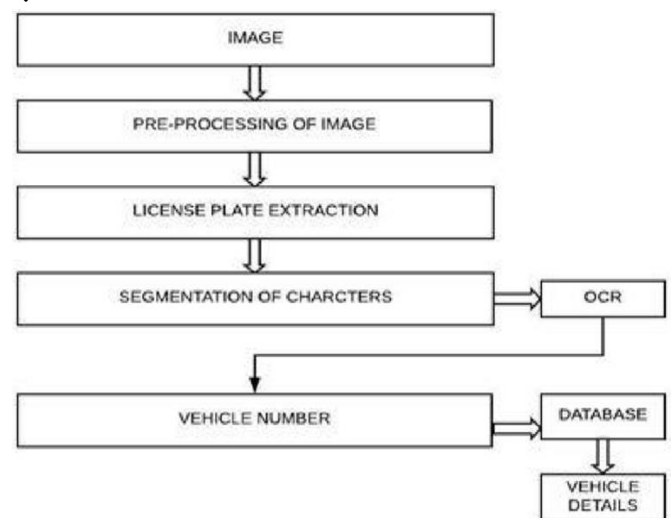 IMAGE
PRE-PROCESSING OF IMAGE
LICENSE PLATE EXTRACTION
SEGMENTATION OF CHARCTERS
OCR
VEHICLE NUMBER
DATABASE
VEHICLE
DETAILS